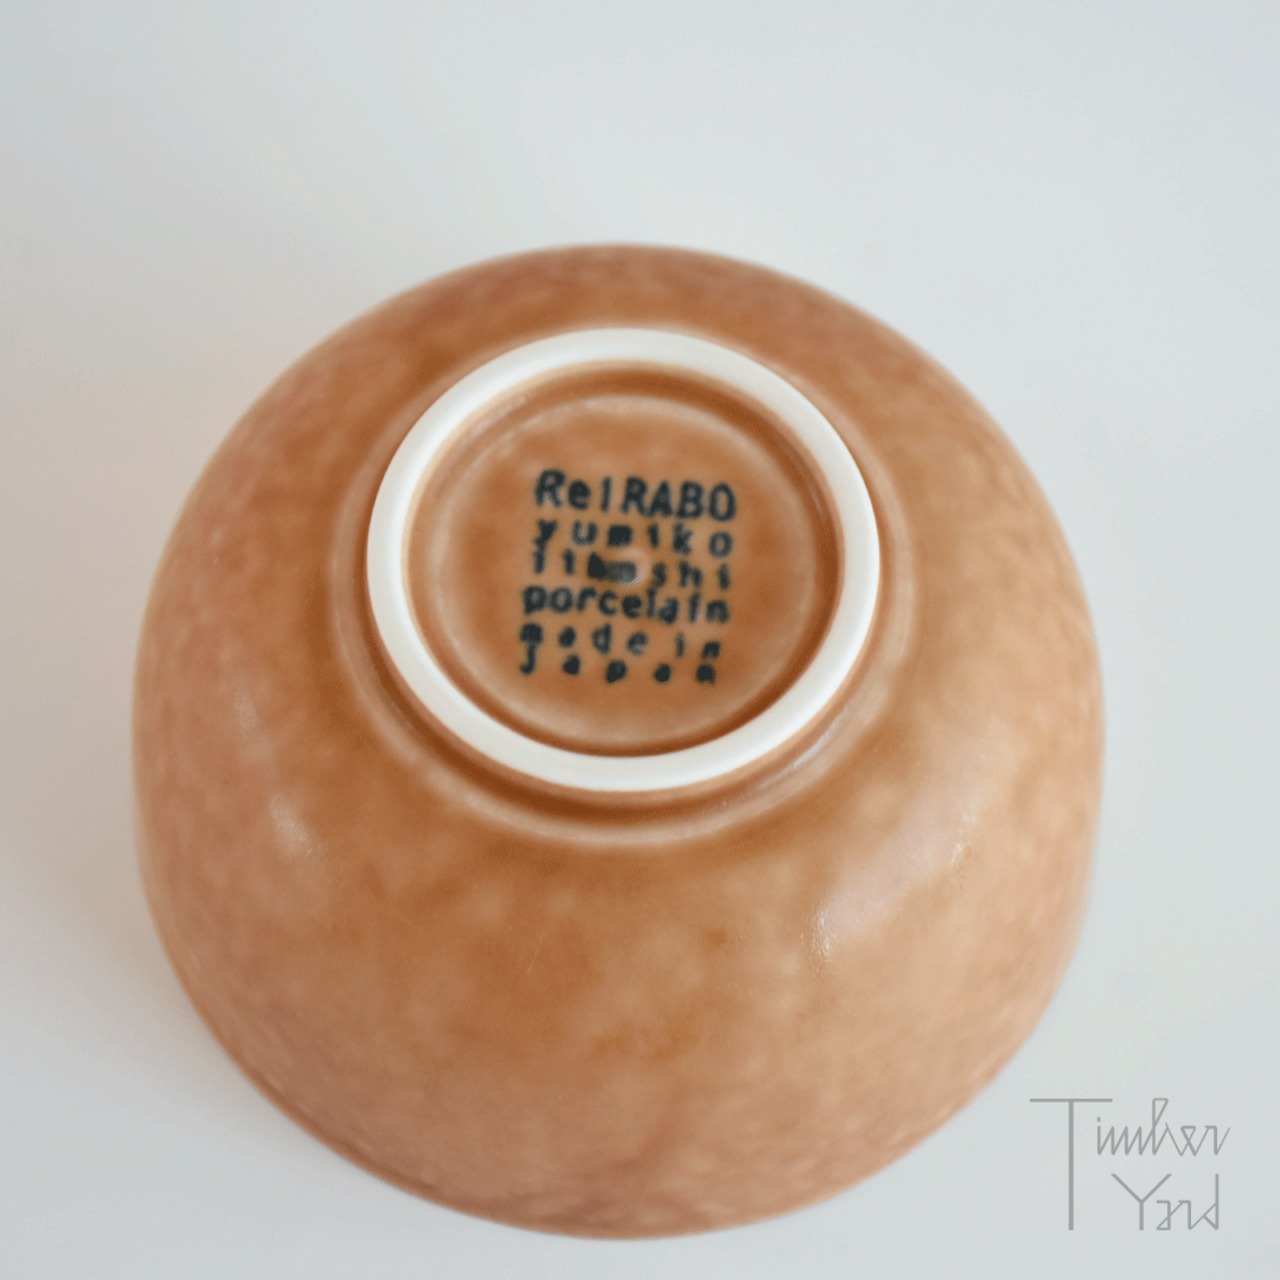 ReIRABO
yumiko
porcelain
made in
Japan
Timber
Yard